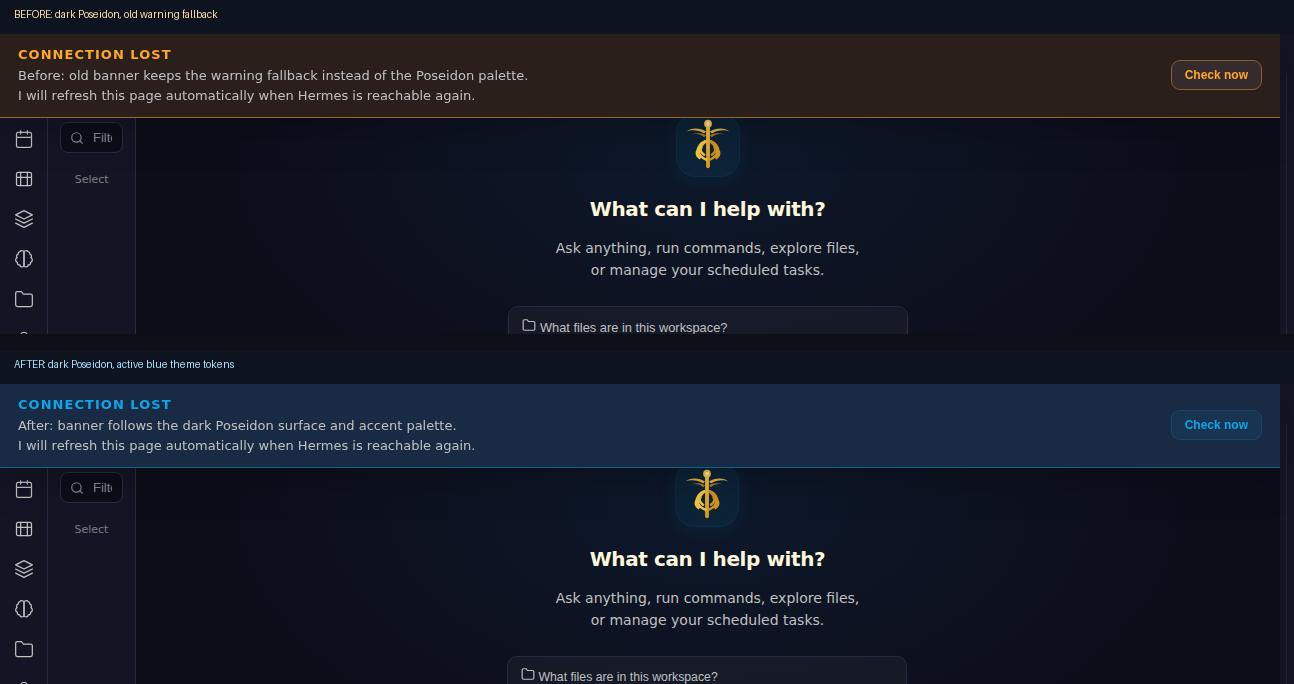 BEFORE: dark Poseidon, old warning fallback
CONNECTION LOST
Before: old banner keeps the warning fallback instead of the Poseidon palette.
I will refresh this page automatically when Hermes is reachable again.
Check now
Filt
Select
What can I help with?
Ask anything, run commands, explore files,
or manage your scheduled tasks.
What files are in this workspace?
AFTER: dark Poseidon, active blue theme tokens
CONNECTION LOST
After: banner follows the dark Poseidon surface and accent palette.
I will refresh this page automatically when Hermes is reachable again.
Check now
Filt
Select
What can I help with?
Ask anything, run commands, explore files,
or manage your scheduled tasks.
What files are in this workspace?